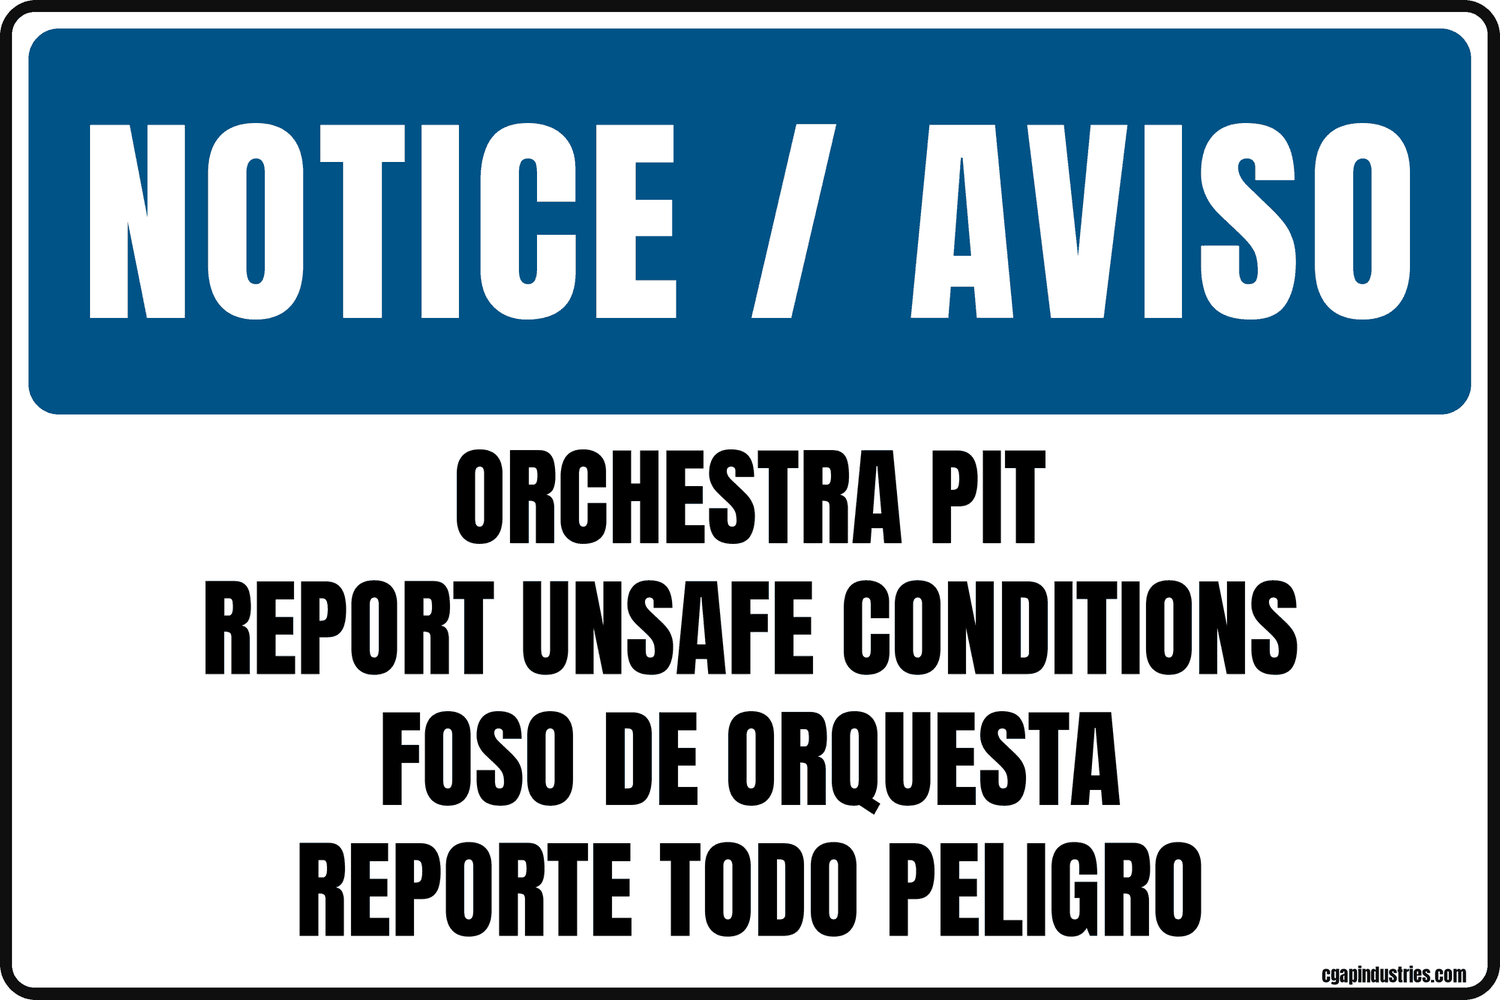 NOTICE / AVISO
ORCHESTRA PIT
REPORT UNSAFE CONDITIONS
FOSO DE ORQUESTA
REPORTE TODO PELIGRO
cgapindustries.com